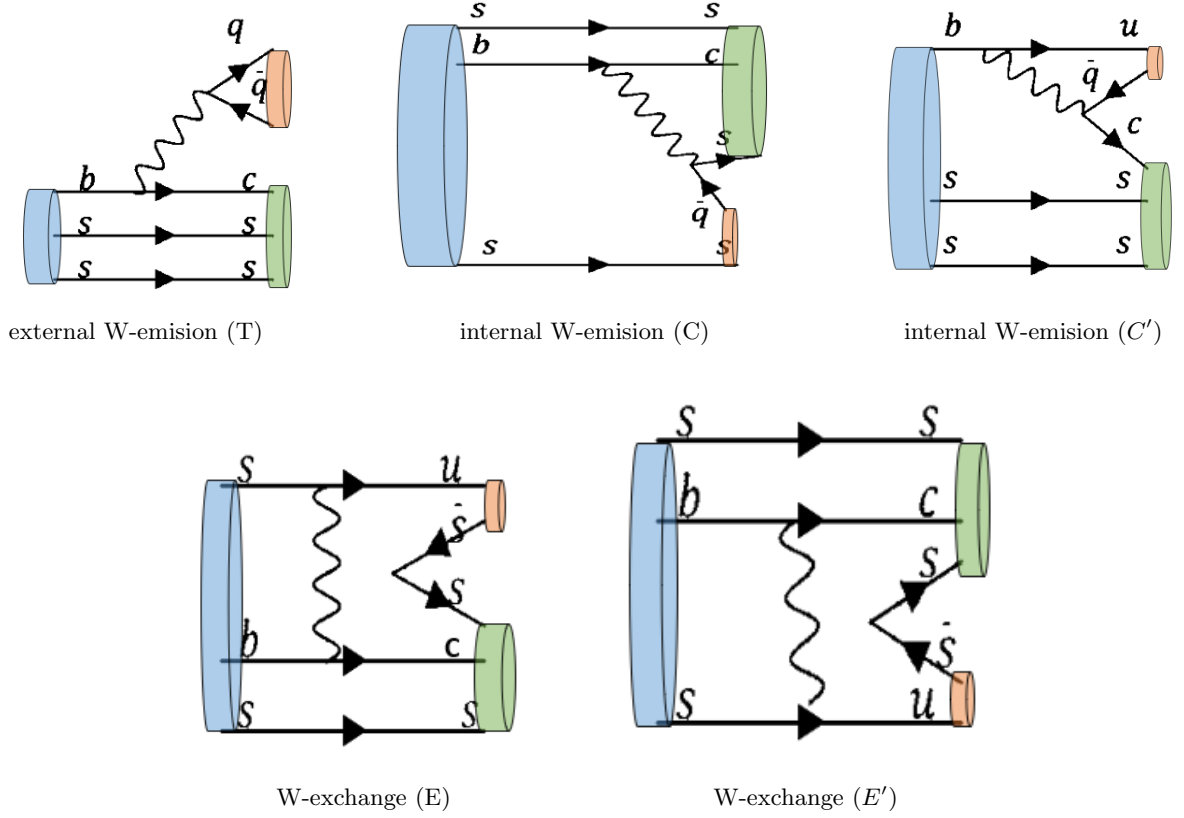 q
q̄
b c
s s
s s
s s
b c
s
q̄
s s
b u
q̄
c
s s
s s
external W-emision (T)
internal W-emision (C)
internal W-emision (C′)
s u
s̄
s
b c
s s
s s
b c
s
s̄
s u
W-exchange (E)
W-exchange (E′)